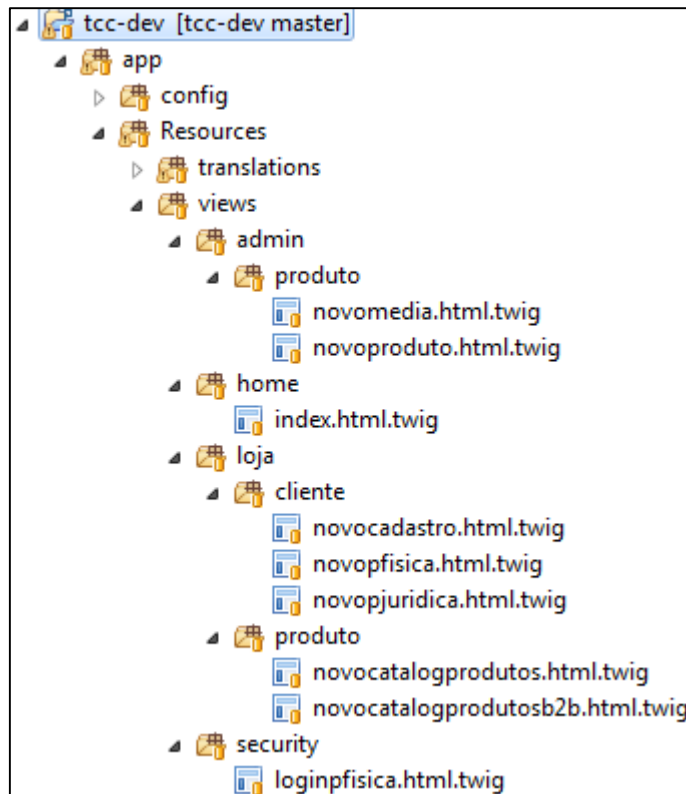 tcc-dev [tcc-dev master]
app
config
Resources
translations
views
admin
produto
novomedia.html.twig
novoproduto.html.twig
home
index.html.twig
loja
cliente
novocadastro.html.twig
novopfisica.html.twig
novopjuridica.html.twig
produto
novocatalogprodutos.html.twig
novocatalogprodutosb2b.html.twig
security
loginpfisica.html.twig